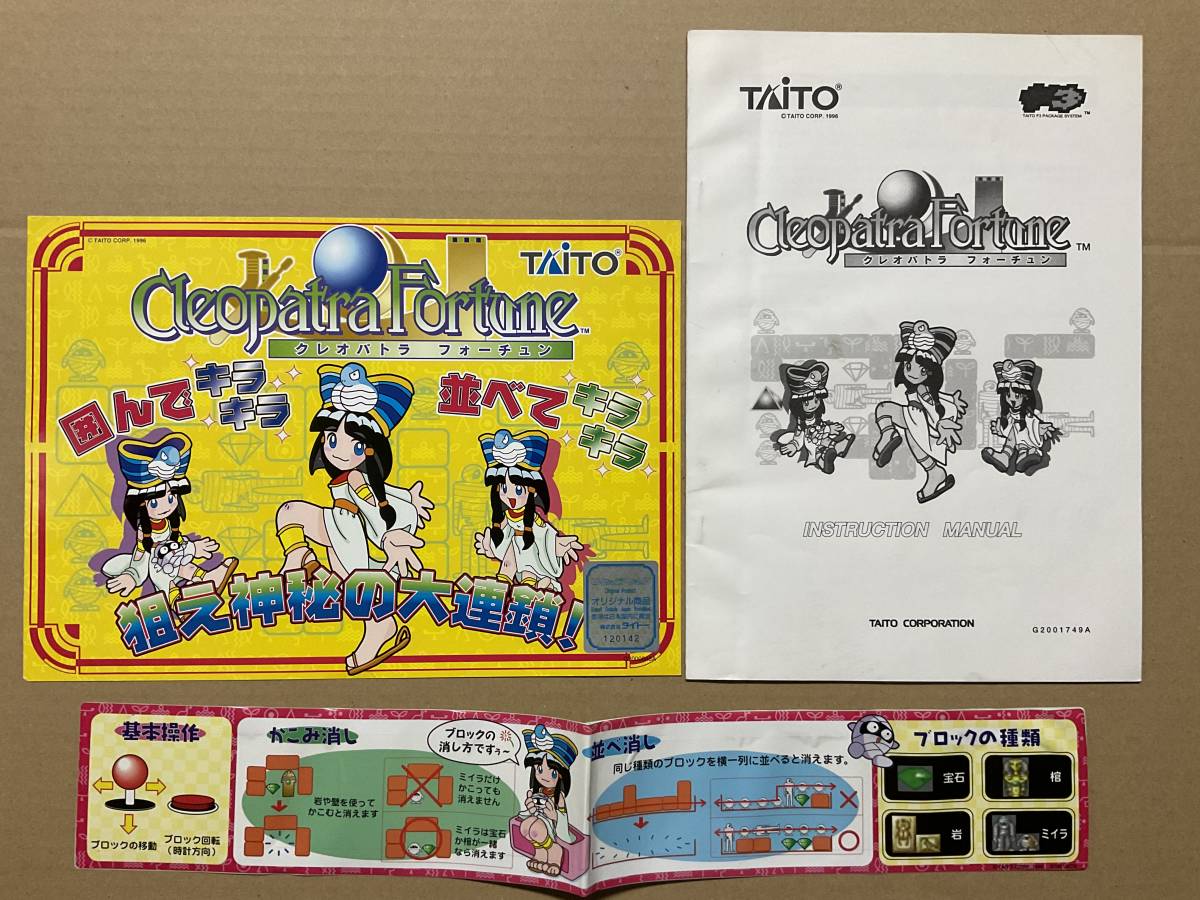 © TAITO CORP. 1996
TAITO®
Cleopatra Fortune™
クレオパトラ フォーチュン
囲んで
キラ
キラ
並べて
キラ
キラ
狙え神秘の大連鎖!
オリジナル商品
株式会社タイトー
120142
TAITO®
© TAITO CORP. 1996
TAITO F3 PACKAGE SYSTEM ™
Cleopatra Fortune™
クレオパトラ フォーチュン
INSTRUCTION MANUAL
TAITO CORPORATION
G2001749A
基本操作
ブロックの移動
ブロック回転
(時計方向)
かこみ消し
岩や壁を使って
かこむと消えます
ブロックの
消し方ですぅ~
ミイラだけ
かこっても
消えません
ミイラは宝石
か棺が一緒
なら消えます
並べ消し
同じ種類のブロックを横一列に並べると消えます。
ブロックの種類
宝石
棺
岩
ミイラ